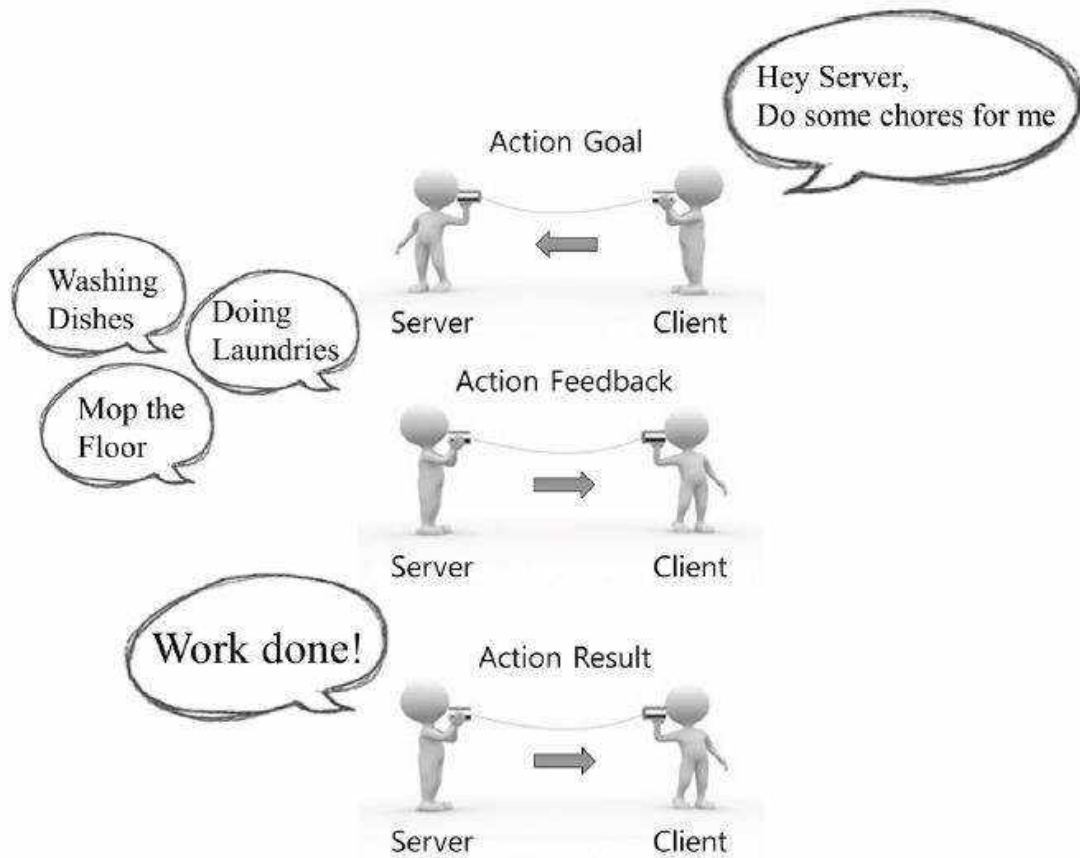 Hey Server,
Do some chores for me
Action Goal
Server
Client
Washing
Dishes
Doing
Laundries
Mop the
Floor
Action Feedback
Server
Client
Work done!
Action Result
Server
Client